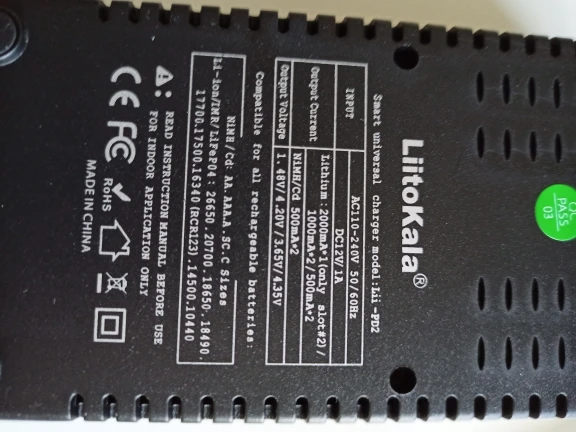 LiitoKala®
Smart universal charger model:Lii-PD2
INPUT
AC110-240V 50/60Hz
DC12V/1A
Output Current
Lithium: 2000mA*1(only slot#2)/
1000mA*2/500mA*2
NiMH/Cd 500mA*2
Output Voltage
1.48V/4.20V/3.65V/4.35V
Compatible for all rechargeable batteries:
NiMH/Cd: AA.AAA.A.SC.C Sizes
Li-ion/IMR/LiFePO4: 26650.20700.18650.18490.
17700.17500.16340(RCR123).14500.10440
READ INSTRUCTION MANUAL BEFORE USE
FOR INDOOR APPLICATION ONLY
CE FC RoHS
MADE IN CHINA
QC
PASS
03